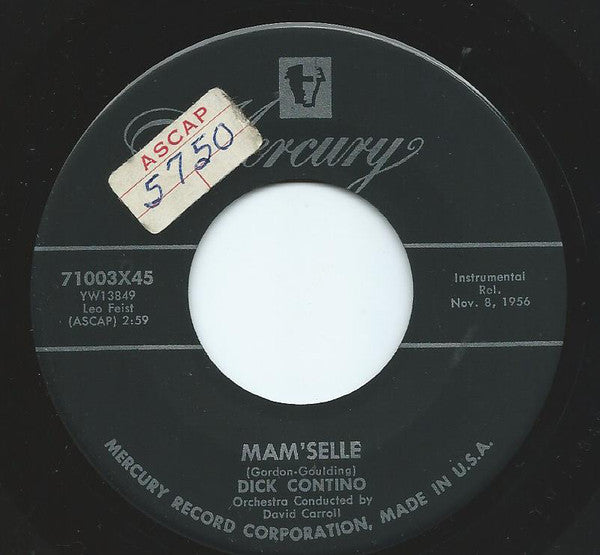 Mercury
ASCAP
5750
71003X45
YW13849
Leo Feist
(ASCAP) 2:59
Instrumental
Rel.
Nov. 8, 1956
MAM'SELLE
(Gordon-Goulding)
DICK CONTINO
Orchestra Conducted by
David Carroll
MERCURY RECORD CORPORATION, MADE IN U.S.A.